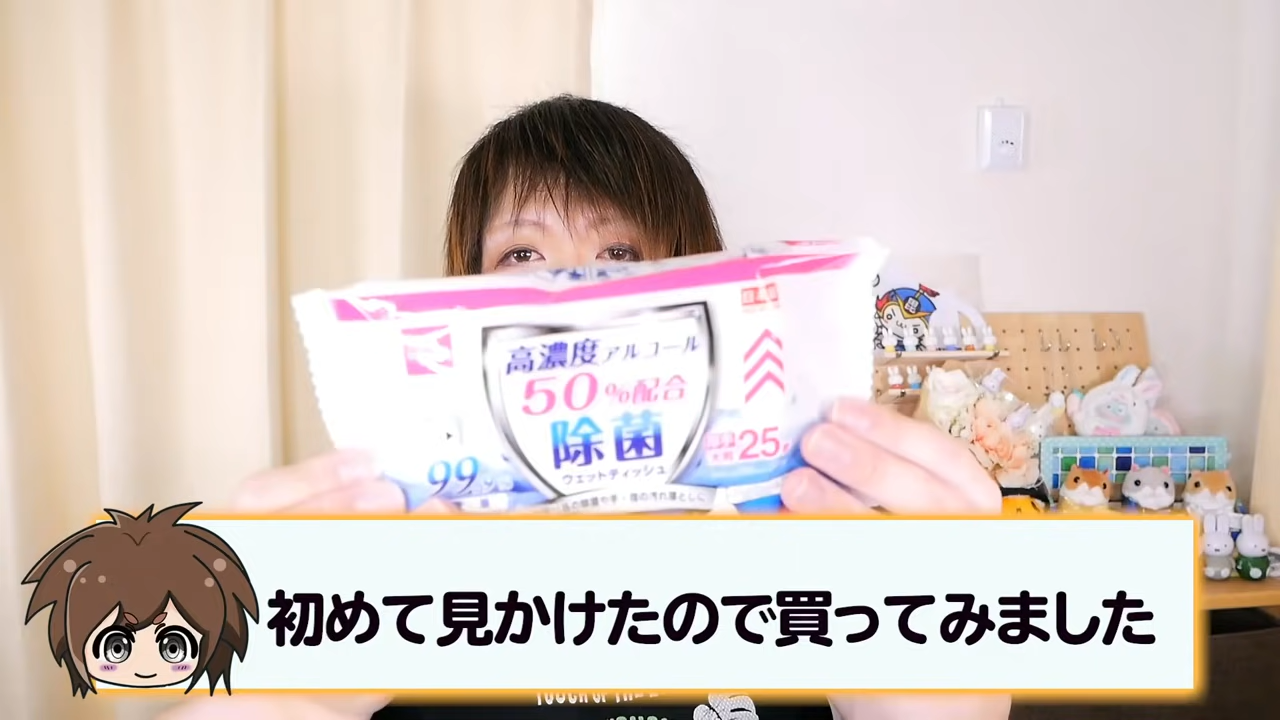 高濃度アルコール
50%配合
除菌
ウェットティッシュ
99.9%
25
初めて見かけたので買ってみました